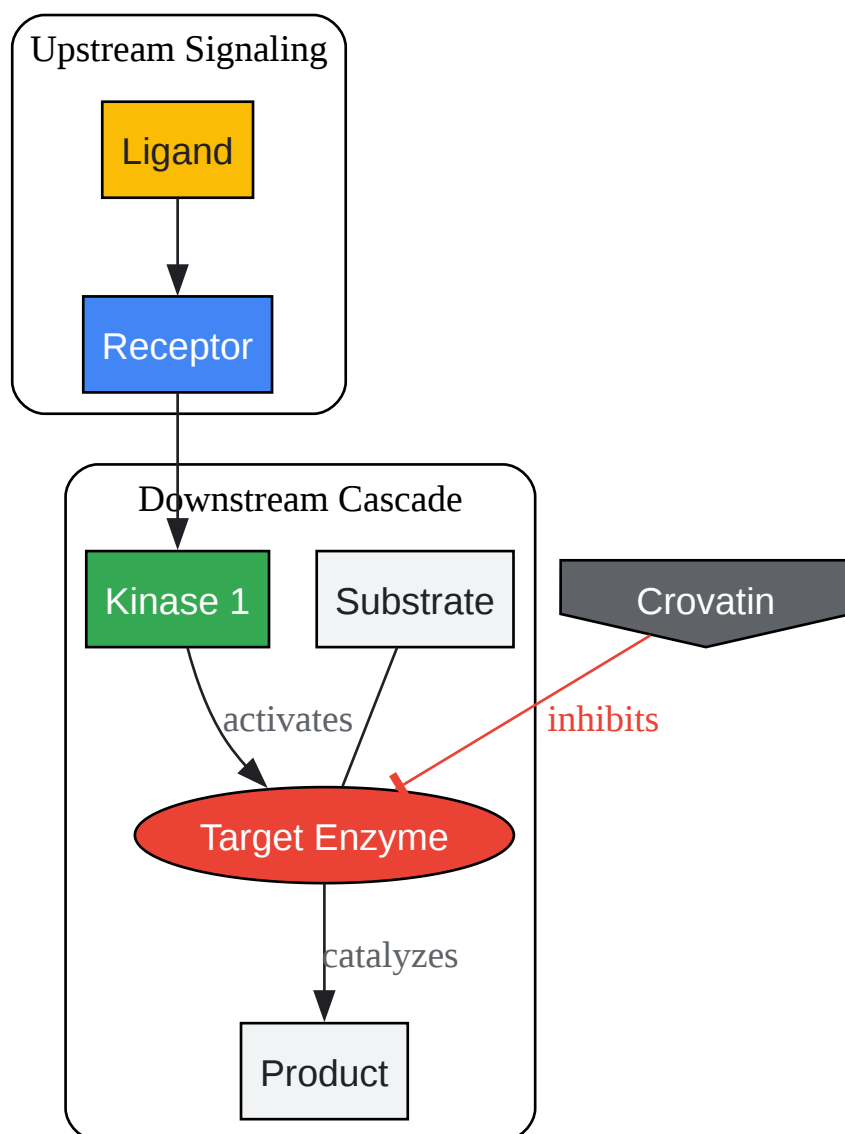 Upstream Signaling
Ligand
Receptor
Downstream Cascade
Kinase 1
Substrate
Crovatin
activates
inhibits
Target Enzyme
catalyzes
Product